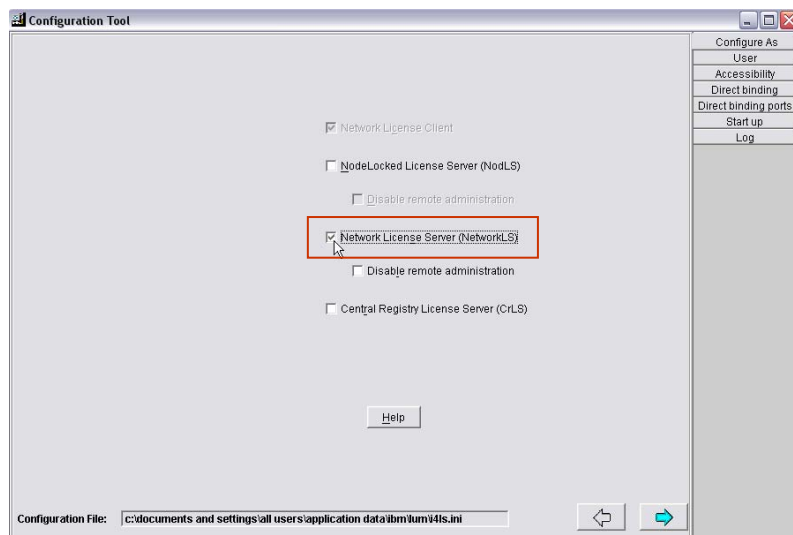 Configuration Tool
Configure As
User
Accessibility
Direct binding
Direct binding ports
Start up
Log
Network License Client
NodeLocked License Server (NodLS)
Disable remote administration
Network License Server (NetworkLS)
Disable remote administration
Central Registry License Server (CrLS)
Help
Configuration File: c:\documents and settings\all users\application data\ibm\lum\i4ls.ini